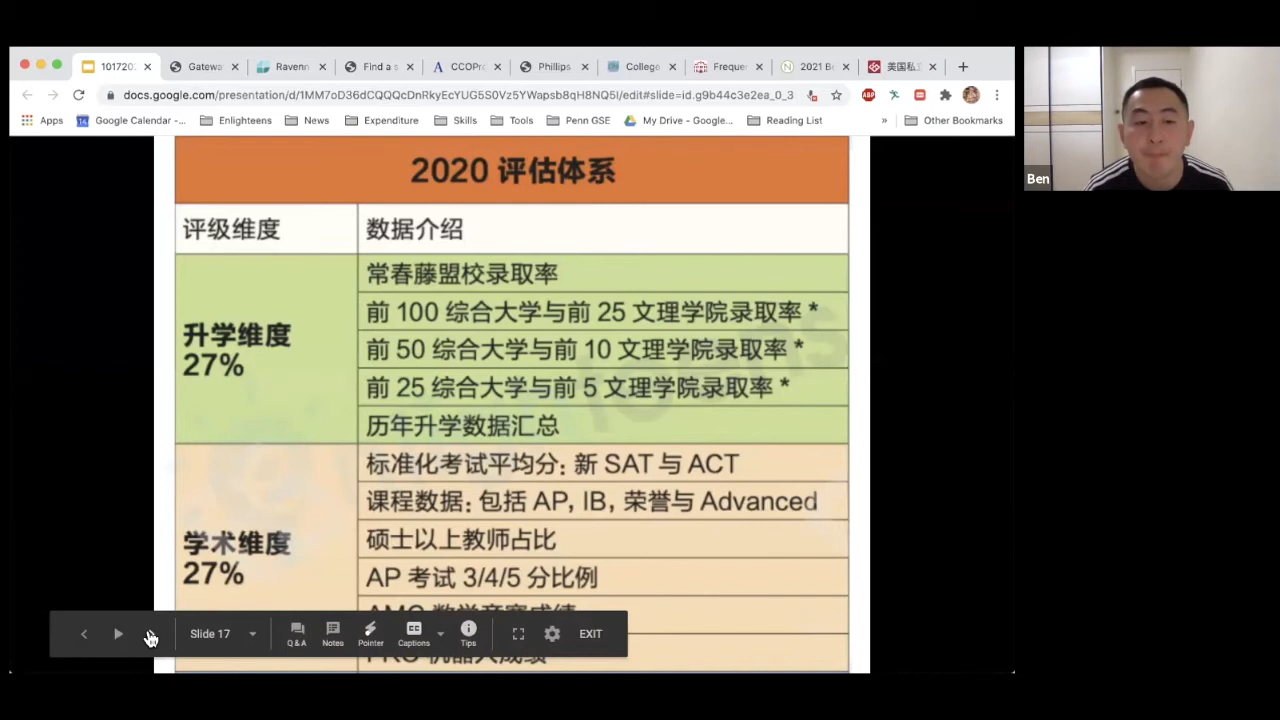 1017202
Gatewa
Ravenn
Find a s
CCOPro
Phillips
College
Frequer
2021 Be
美国私立
docs.google.com/presentation/d/1MM7oD36dCQQQcDnRkWEcYUG5S0Vz5YWapsb8qH8NQ5I/edit#slide=id.g9b44c3e2ea_0_3
Apps
Google Calendar -...
Enlighteens
News
Expenditure
Skills
Tools
Penn GSE
My Drive - Google...
Reading List
»
Other Bookmarks
Ben
2020 评估体系
评级维度
数据介绍
升学维度
27%
常春藤盟校录取率
前 100 综合大学与前 25 文理学院录取率 *
前 50 综合大学与前 10 文理学院录取率 *
前 25 综合大学与前 5 文理学院录取率 *
历年升学数据汇总
学术维度
27%
标准化考试平均分: 新 SAT 与 ACT
课程数据: 包括 AP, IB, 荣誉与 Advanced
硕士以上教师占比
AP 考试 3/4/5 分比例
Slide 17
Q & A
Notes
Pointer
Captions
Tips
EXIT